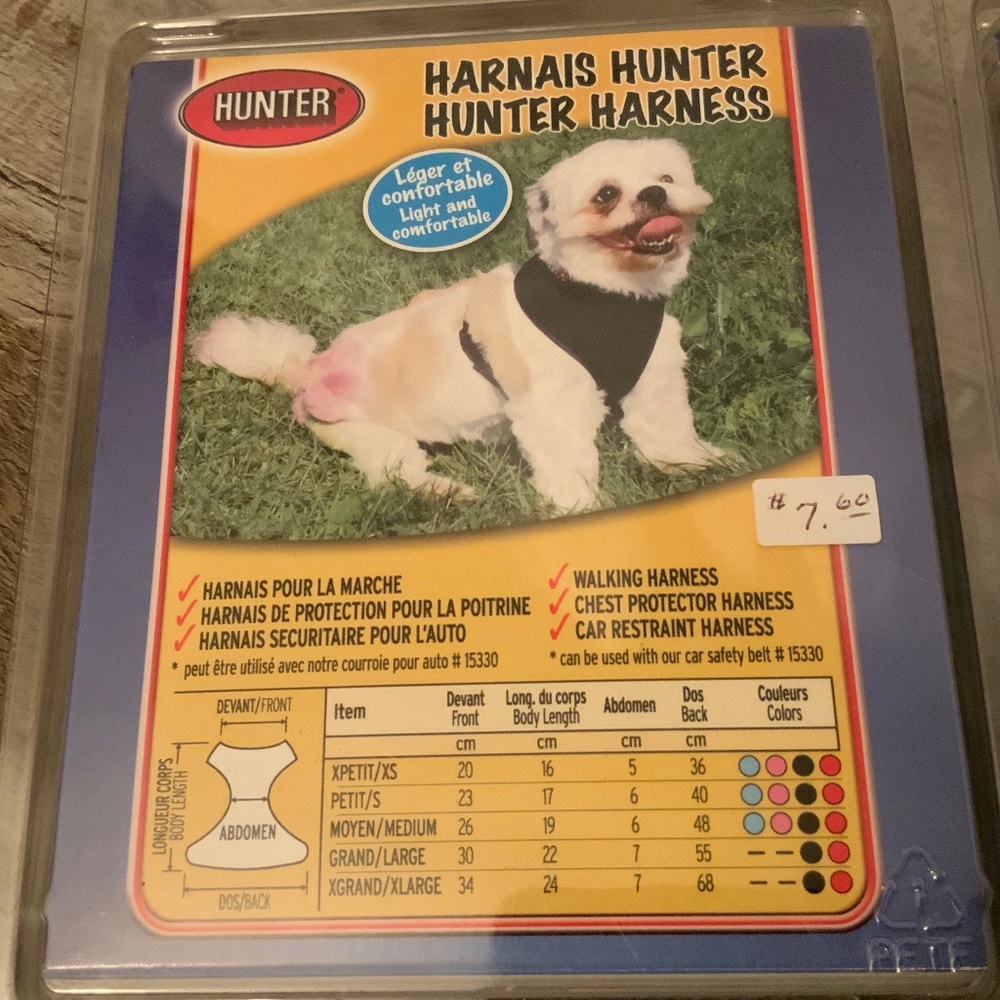 HUNTER®
HARNAIS HUNTER
HUNTER HARNESS
Léger et
confortable
Light and
comfortable
$ 7.60
✓ HARNAIS POUR LA MARCHE
✓ HARNAIS DE PROTECTION POUR LA POITRINE
✓ HARNAIS SECURITAIRE POUR L'AUTO
* peut être utilisé avec notre courroie pour auto # 15330
✓ WALKING HARNESS
✓ CHEST PROTECTOR HARNESS
✓ CAR RESTRAINT HARNESS
* can be used with our car safety belt # 15330
DEVANT/FRONT
LONGUEUR CORPS
BODY LENGTH
ABDOMEN
DOS/BACK
Item Devant Front Long. du corps Body Length Abdomen Dos Back Couleurs Colors
cm cm cm cm
XPETIT/XS 20 16 5 36
PETIT/S 23 17 6 40
MOYEN/MEDIUM 26 19 6 48
GRAND/LARGE 30 22 7 55 – –
XGRAND/XLARGE 34 24 7 68 – –
1
PETE